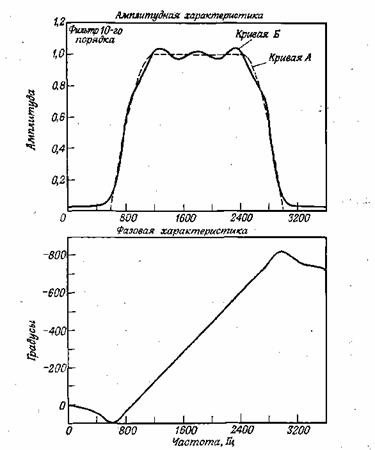 Амплитудная характеристика
Фильтр 10-го
порядка
Кривая Б
Кривая А
Амплитуда
1,2
1,0
0,8
0,6
0,4
0,2
0 800 1600 2400 3200
Фазовая характеристика
Градусы
-800
-600
-400
-200
0
0 800 1600 2400 3200
Частота, Гц